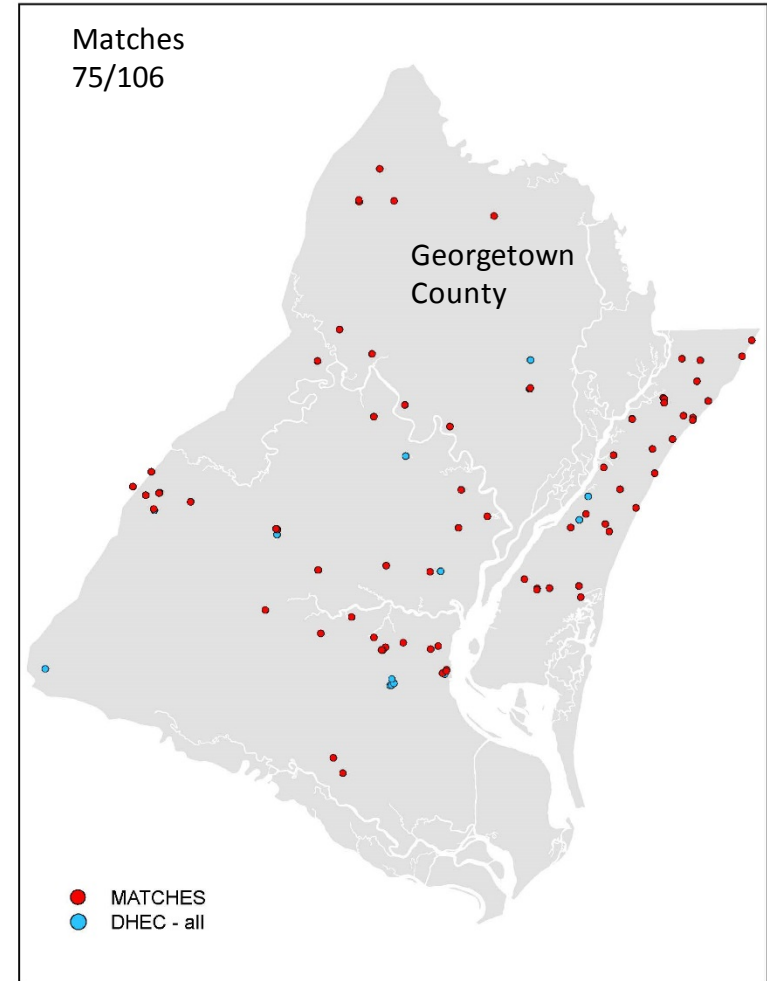 Matches
75/106
Georgetown
County
MATCHES
DHEC - all